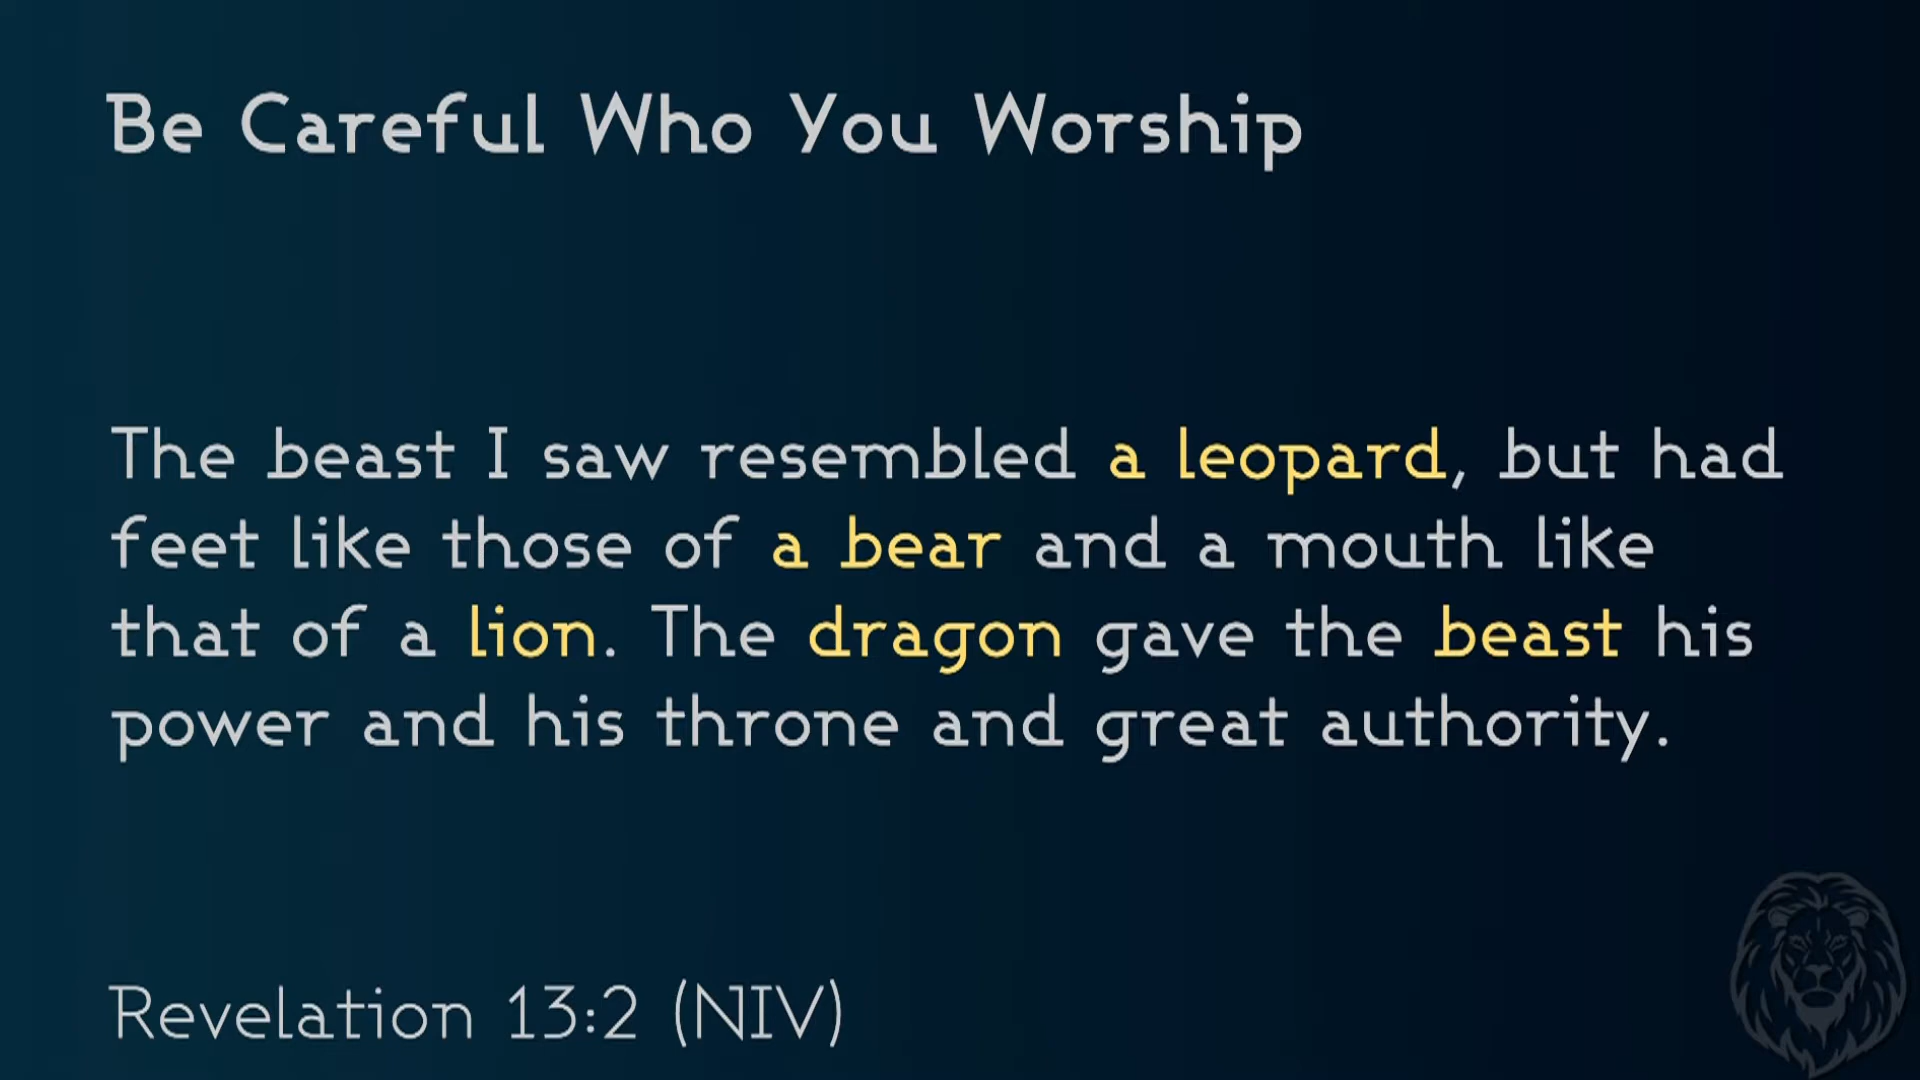 Be Careful Who You Worship
The beast I saw resembled a leopard, but had
feet like those of a bear and a mouth like
that of a lion. The dragon gave the beast his
power and his throne and great authority.
Revelation 13:2 (NIV)